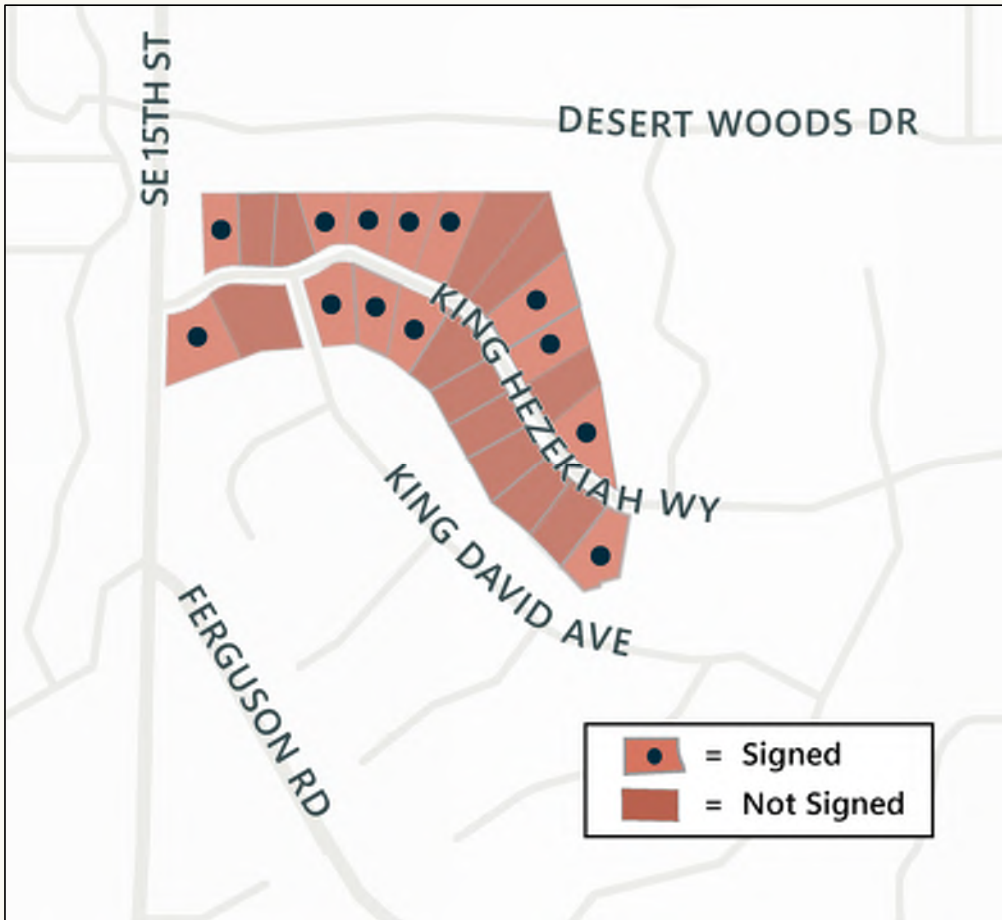 SE 15TH ST
DESERT WOODS DR
KING HEZEKIAH WY
KING DAVID AVE
FERGUSON RD
= Signed
= Not Signed